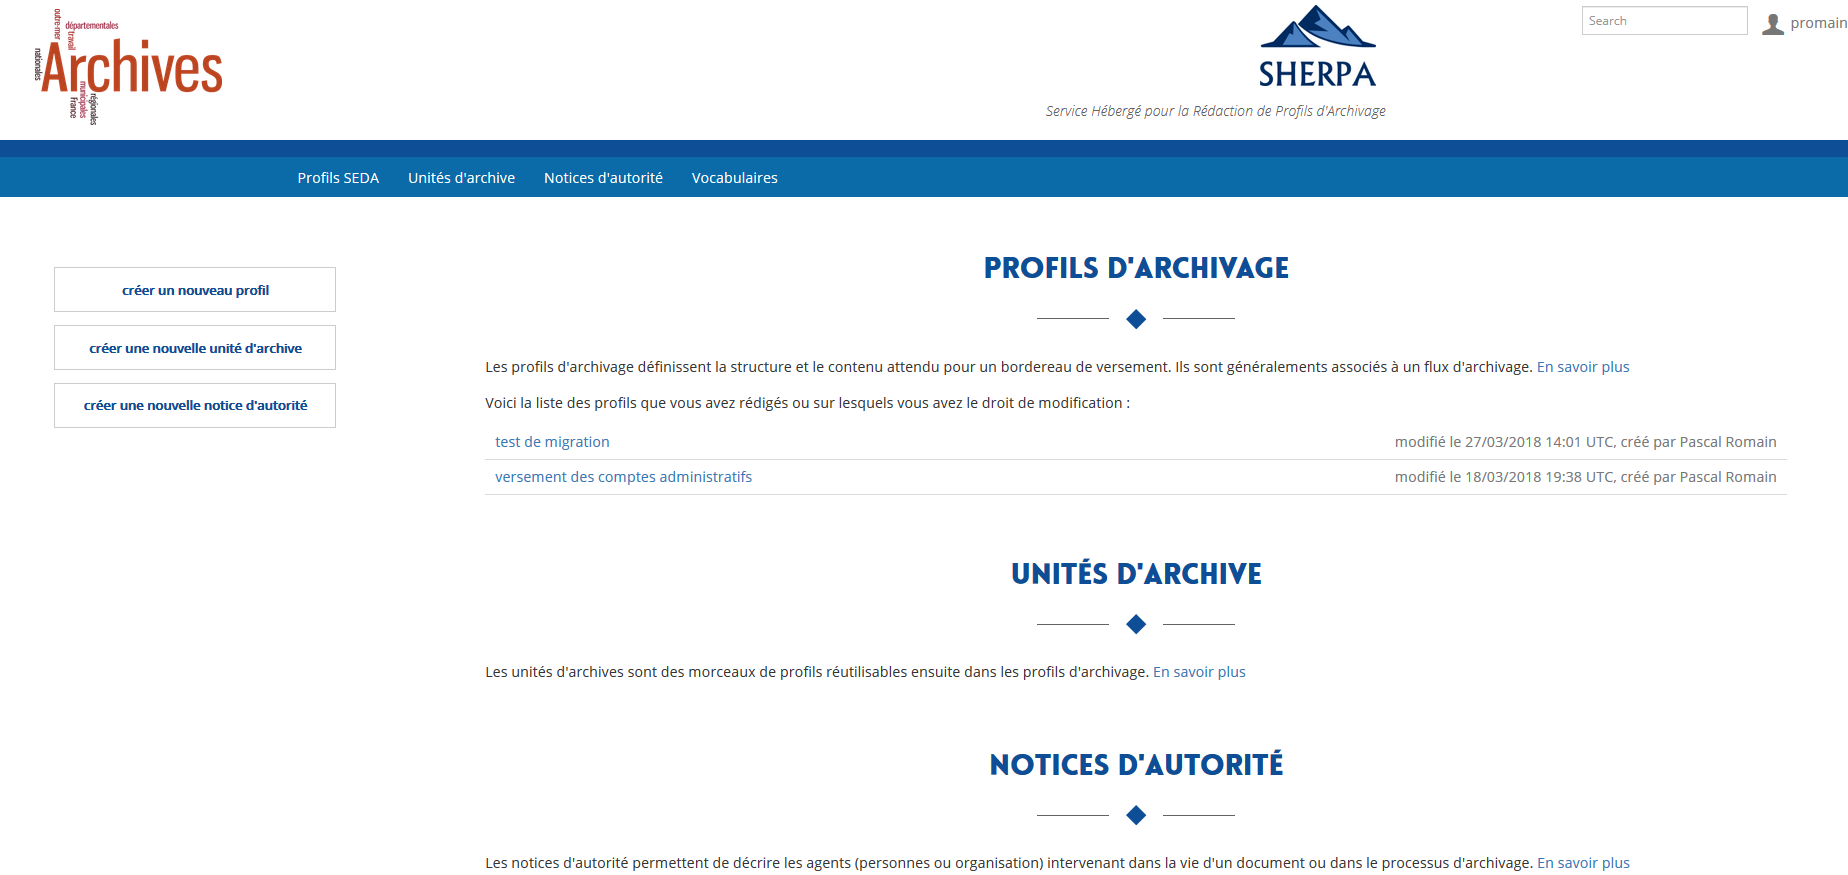 outre-mer
départementales
travail
nationales
Archives
municipales
régionales
france
SHERPA
Service Hébergé pour la Rédaction de Profils d'Archivage
Search
promain
Profils SEDA Unités d'archive Notices d'autorité Vocabulaires
créer un nouveau profil
créer une nouvelle unité d'archive
créer une nouvelle notice d'autorité
PROFILS D'ARCHIVAGE
Les profils d'archivage définissent la structure et le contenu attendu pour un bordereau de versement. Ils sont généralements associés à un flux d'archivage. En savoir plus
Voici la liste des profils que vous avez rédigés ou sur lesquels vous avez le droit de modification :
test de migration modifié le 27/03/2018 14:01 UTC, créé par Pascal Romain
versement des comptes administratifs modifié le 18/03/2018 19:38 UTC, créé par Pascal Romain
UNITÉS D'ARCHIVE
Les unités d'archives sont des morceaux de profils réutilisables ensuite dans les profils d'archivage. En savoir plus
NOTICES D'AUTORITÉ
Les notices d'autorité permettent de décrire les agents (personnes ou organisation) intervenant dans la vie d'un document ou dans le processus d'archivage. En savoir plus